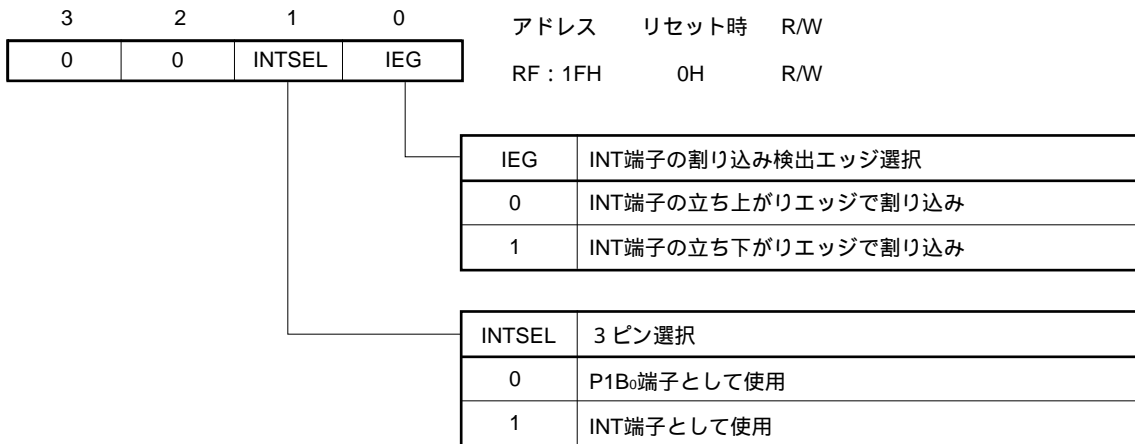 3 2 1 0 アドレス リセット時 R/W
0 0 INTSEL IEG RF：1FH 0H R/W
IEG INT端子の割り込み検出エッジ選択
0 INT端子の立ち上がりエッジで割り込み
1 INT端子の立ち下がりエッジで割り込み
INTSEL 3ピン選択
0 P1B₀端子として使用
1 INT端子として使用